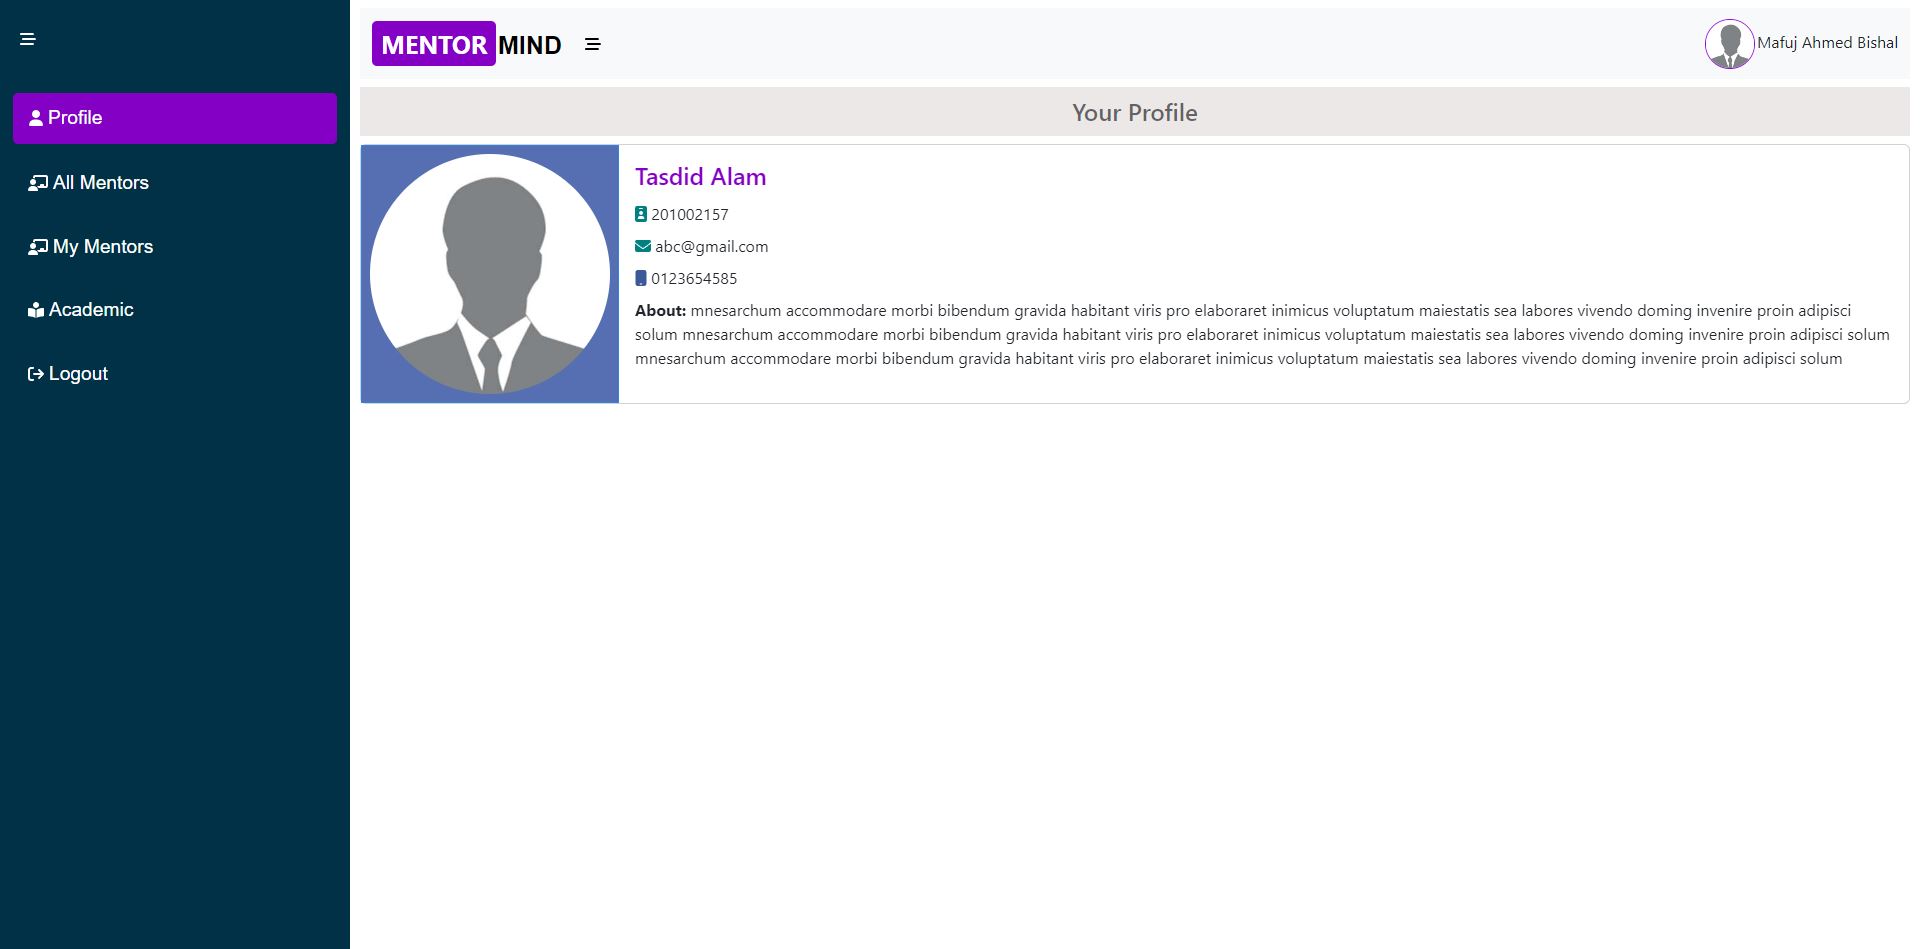 Profile
All Mentors
My Mentors
Academic
Logout
MENTOR MIND
Mafuj Ahmed Bishal
Your Profile
Tasdid Alam
201002157
abc@gmail.com
0123654585
About: mnesarchum accommodare morbi bibendum gravida habitant viris pro elaboraret inimicus voluptatum maiestatis sea labores vivendo doming invenire proin adipisci
solum mnesarchum accommodare morbi bibendum gravida habitant viris pro elaboraret inimicus voluptatum maiestatis sea labores vivendo doming invenire proin adipisci solum
mnesarchum accommodare morbi bibendum gravida habitant viris pro elaboraret inimicus voluptatum maiestatis sea labores vivendo doming invenire proin adipisci solum